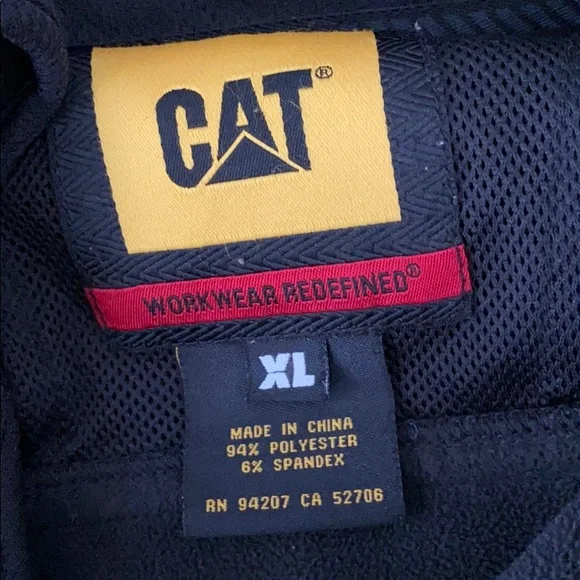 CAT®
WORKWEAR REDEFINED®
XL
MADE IN CHINA
94% POLYESTER
6% SPANDEX
RN 94207 CA 52706